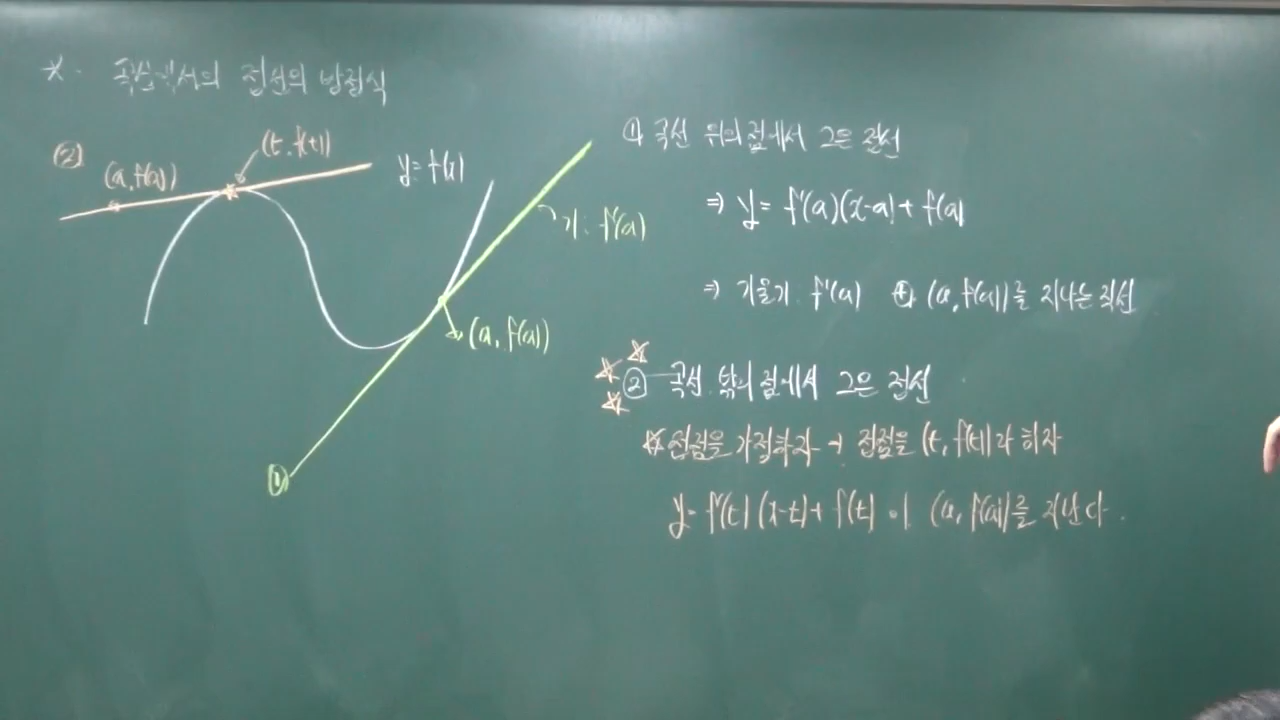 * 곡선에서의 접선의 방정식
②
(a, f(a))
(t, f(t))
y = f(x)
기: f'(a)
(a, f(a))
①
① 곡선 위의 점에서 그은 접선
⇒ y = f'(a)(x-a) + f(a)
⇒ 기울기 f'(a) ⊕ (a, f(a))를 지나는 직선
② 곡선 밖의 점에서 그은 접선
☆ 접점을 가정하자 → 접점을 (t, f(t))라 하자
y = f'(t)(x-t) + f(t) 이 (a, f(a))를 지난다.